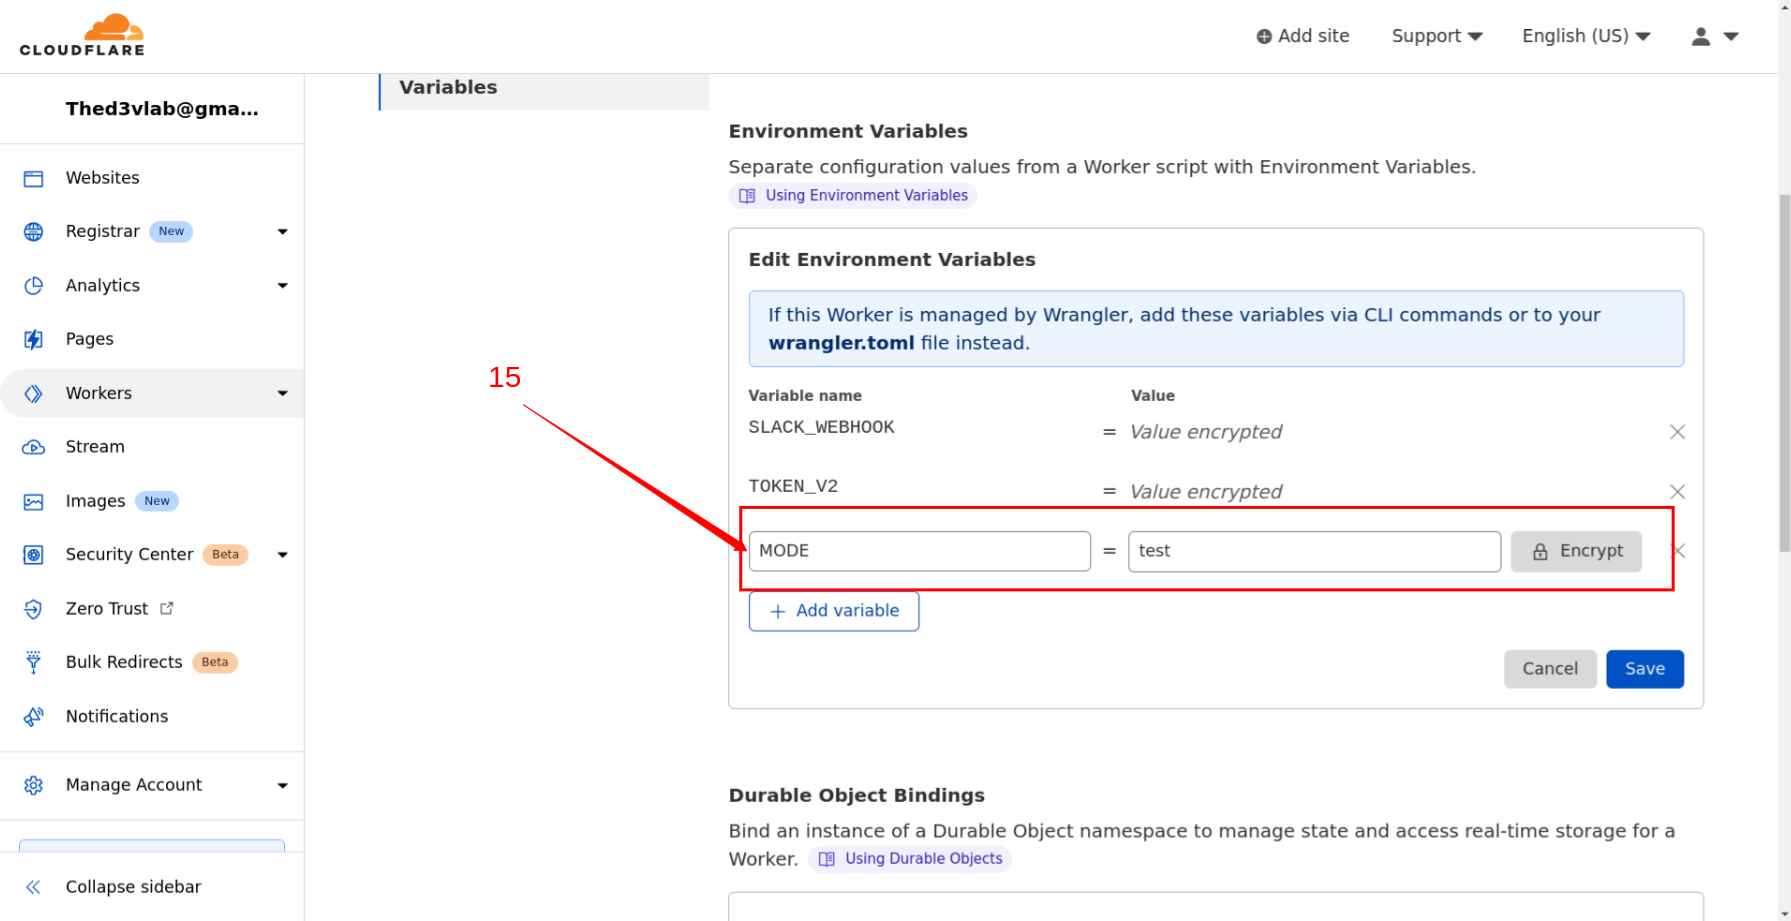 CLOUDFLARE
Add site
Support
English (US)
Thed3vlab@gma...
Websites
Registrar New
Analytics
Pages
Workers
Stream
Images New
Security Center Beta
Zero Trust
Bulk Redirects Beta
Notifications
Manage Account
Collapse sidebar
Variables
15
Environment Variables
Separate configuration values from a Worker script with Environment Variables.
Using Environment Variables
Edit Environment Variables
If this Worker is managed by Wrangler, add these variables via CLI commands or to your
wrangler.toml file instead.
Variable name Value
SLACK_WEBHOOK = Value encrypted
TOKEN_V2 = Value encrypted
MODE = test Encrypt
+ Add variable
Cancel Save
Durable Object Bindings
Bind an instance of a Durable Object namespace to manage state and access real-time storage for a
Worker. Using Durable Objects